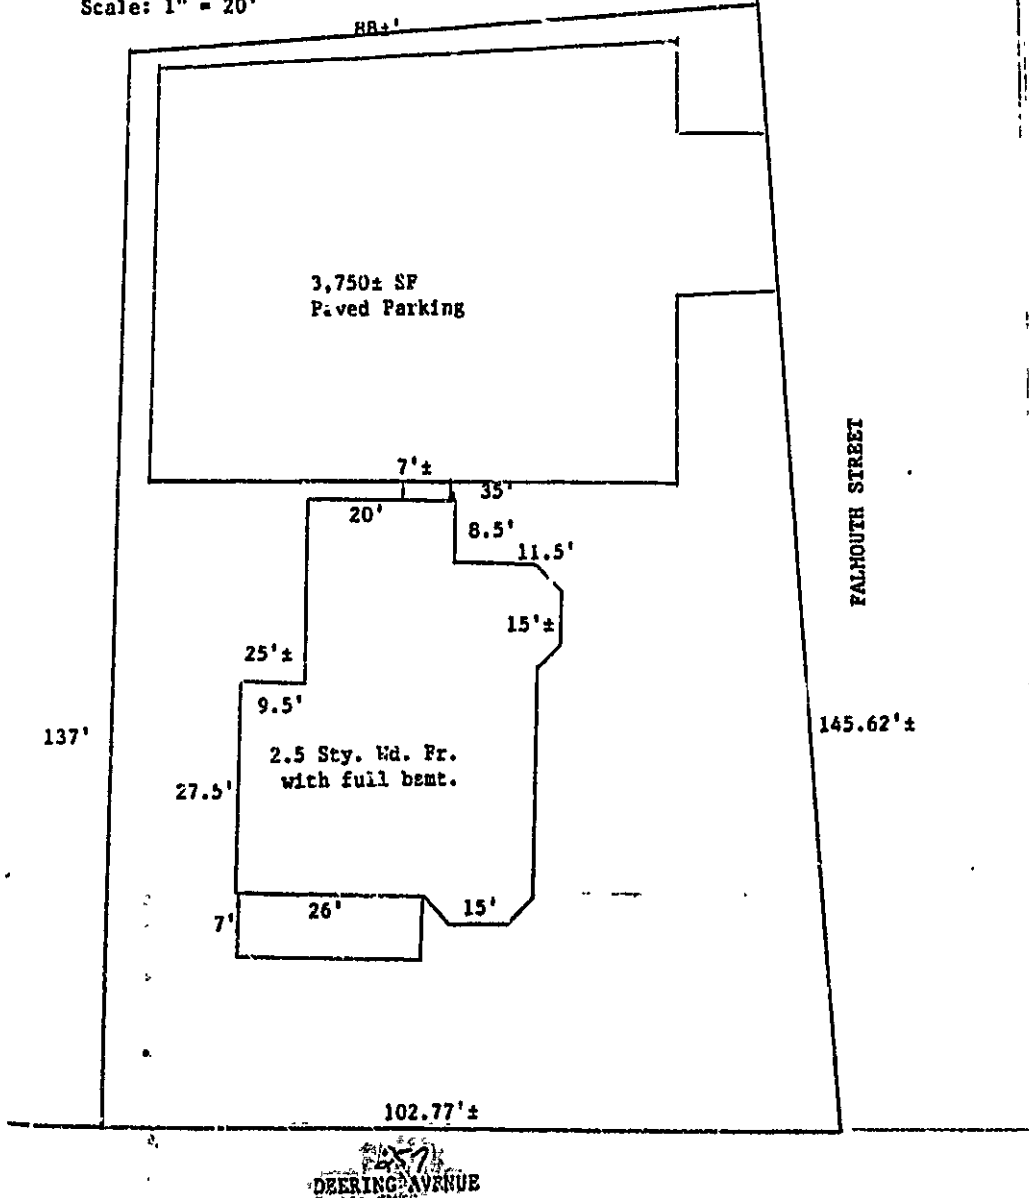 Scale: 1" = 20'
88±'
3,750± SF
Paved Parking
7'±
35'
20'
8.5'
11.5'
15'±
25'±
9.5'
FALMOUTH STREET
137'
145.62'±
2.5 Sty. Wd. Fr.
with full bsmt.
27.5'
26'
15'
7'
102.77'±
257
DEERING AVENUE